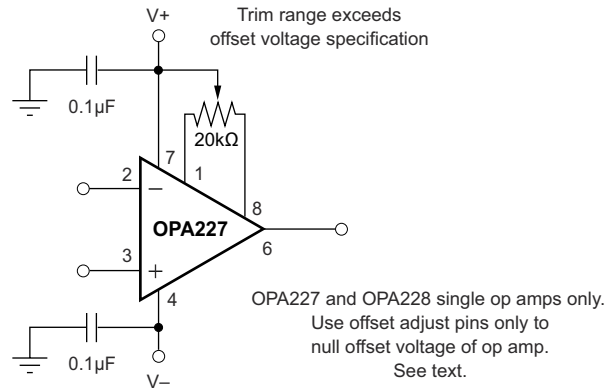 V+
Trim range exceeds
offset voltage specification
0.1µF
20kΩ
7
1
2
–
8
OPA227
6
3
+
4
OPA227 and OPA228 single op amps only.
Use offset adjust pins only to
null offset voltage of op amp.
See text.
0.1µF
V–